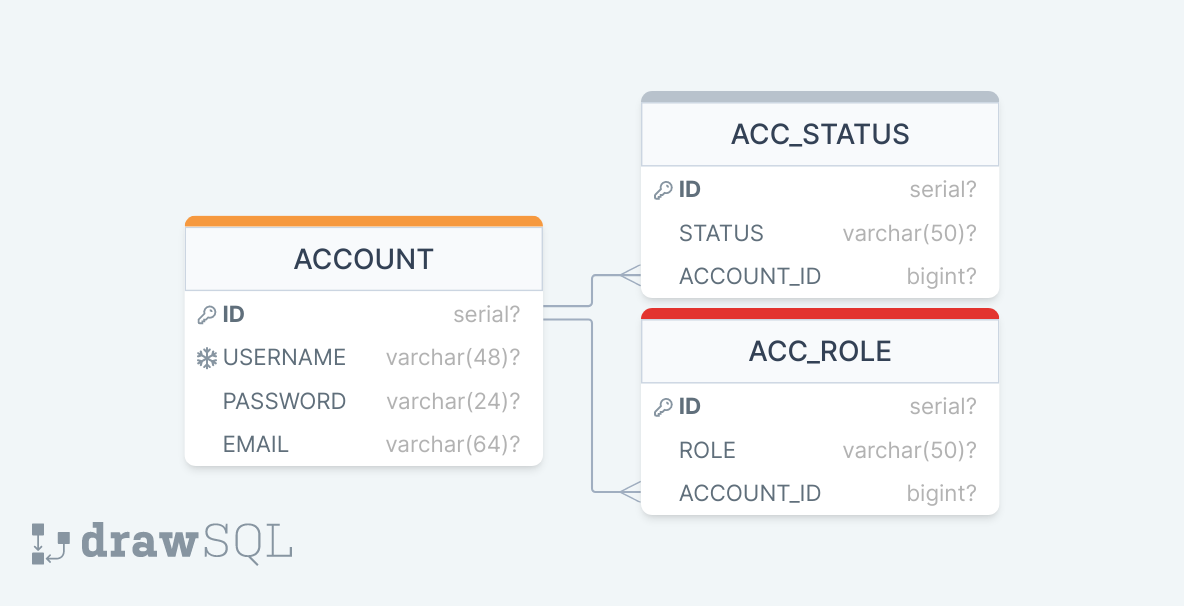 ACCOUNT
ID serial?
USERNAME varchar(48)?
PASSWORD varchar(24)?
EMAIL varchar(64)?
ACC_STATUS
ID serial?
STATUS varchar(50)?
ACCOUNT_ID bigint?
ACC_ROLE
ID serial?
ROLE varchar(50)?
ACCOUNT_ID bigint?
drawSQL